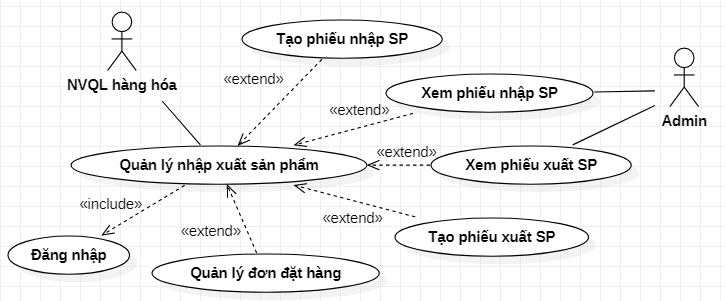 Tạo phiếu nhập SP
NVQL hàng hóa
«extend»
Xem phiếu nhập SP
«extend»
Admin
Quản lý nhập xuất sản phẩm
«extend»
Xem phiếu xuất SP
«include»
«extend»
«extend»
Tạo phiếu xuất SP
Đăng nhập
Quản lý đơn đặt hàng